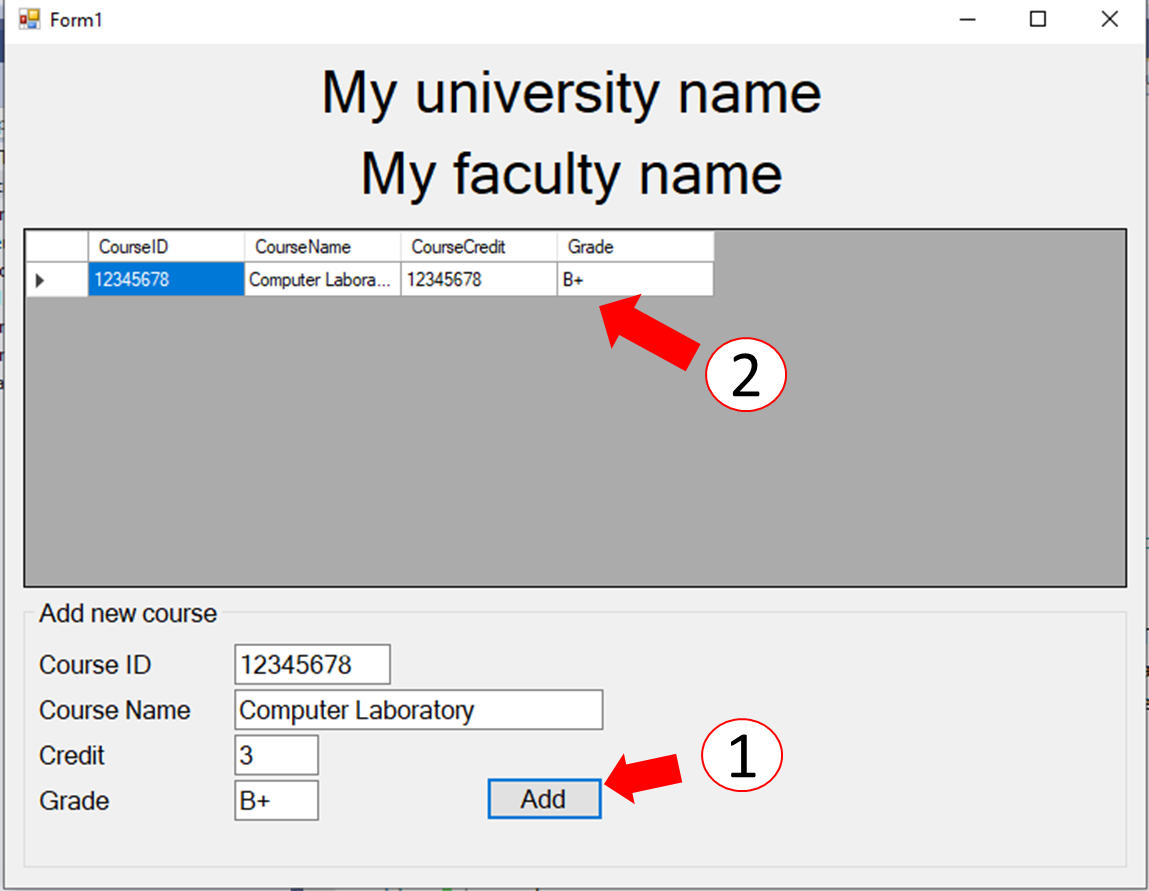 Form1
My university name
My faculty name
CourseID CourseName CourseCredit Grade
12345678 Computer Labora... 12345678 B+
2
Add new course
Course ID 12345678
Course Name Computer Laboratory
Credit 3
1
Grade B+ Add